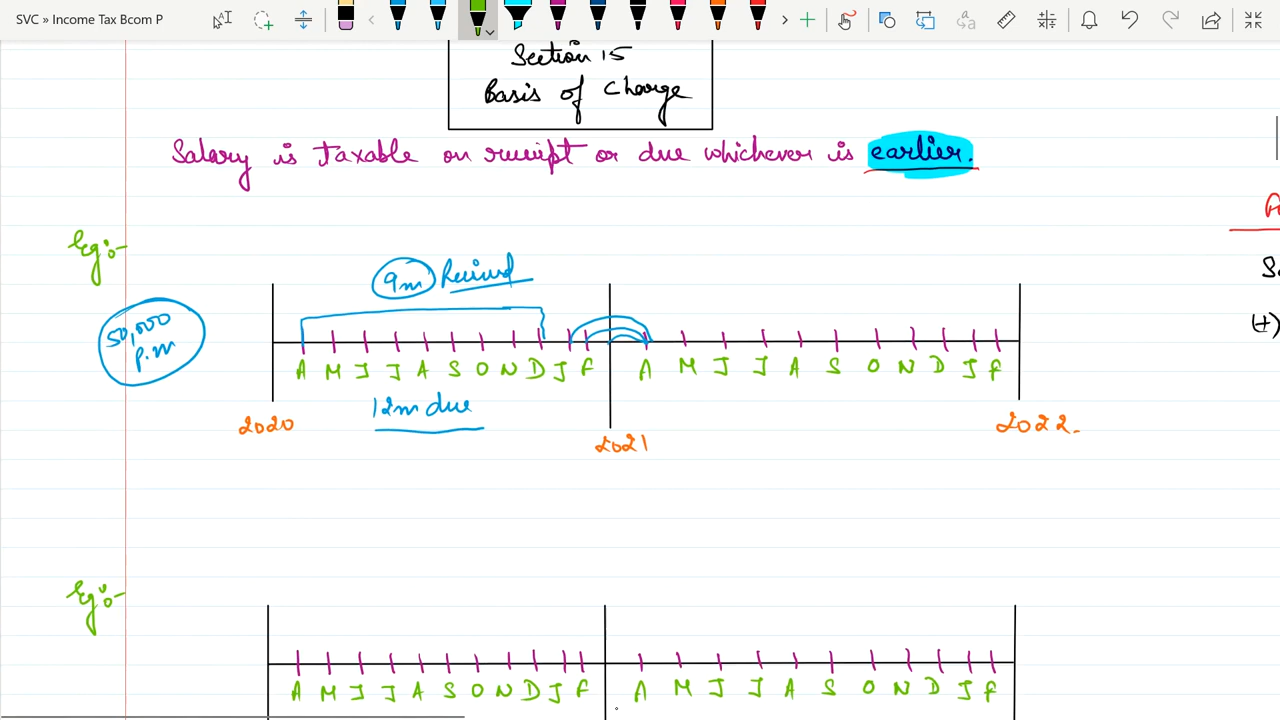 SVC » Income Tax Bcom P
Section 15
Basis of Charge
Salary is Taxable on receipt or due whichever is earlier.
Eg:-
9m Received
50,000
p.m
A M J J A S O N D J F A M J J A S O N D J F
12m due
2020
2021
2022
(+)
Eg:-
A M J J A S O N D J F A M J J A S O N D J F